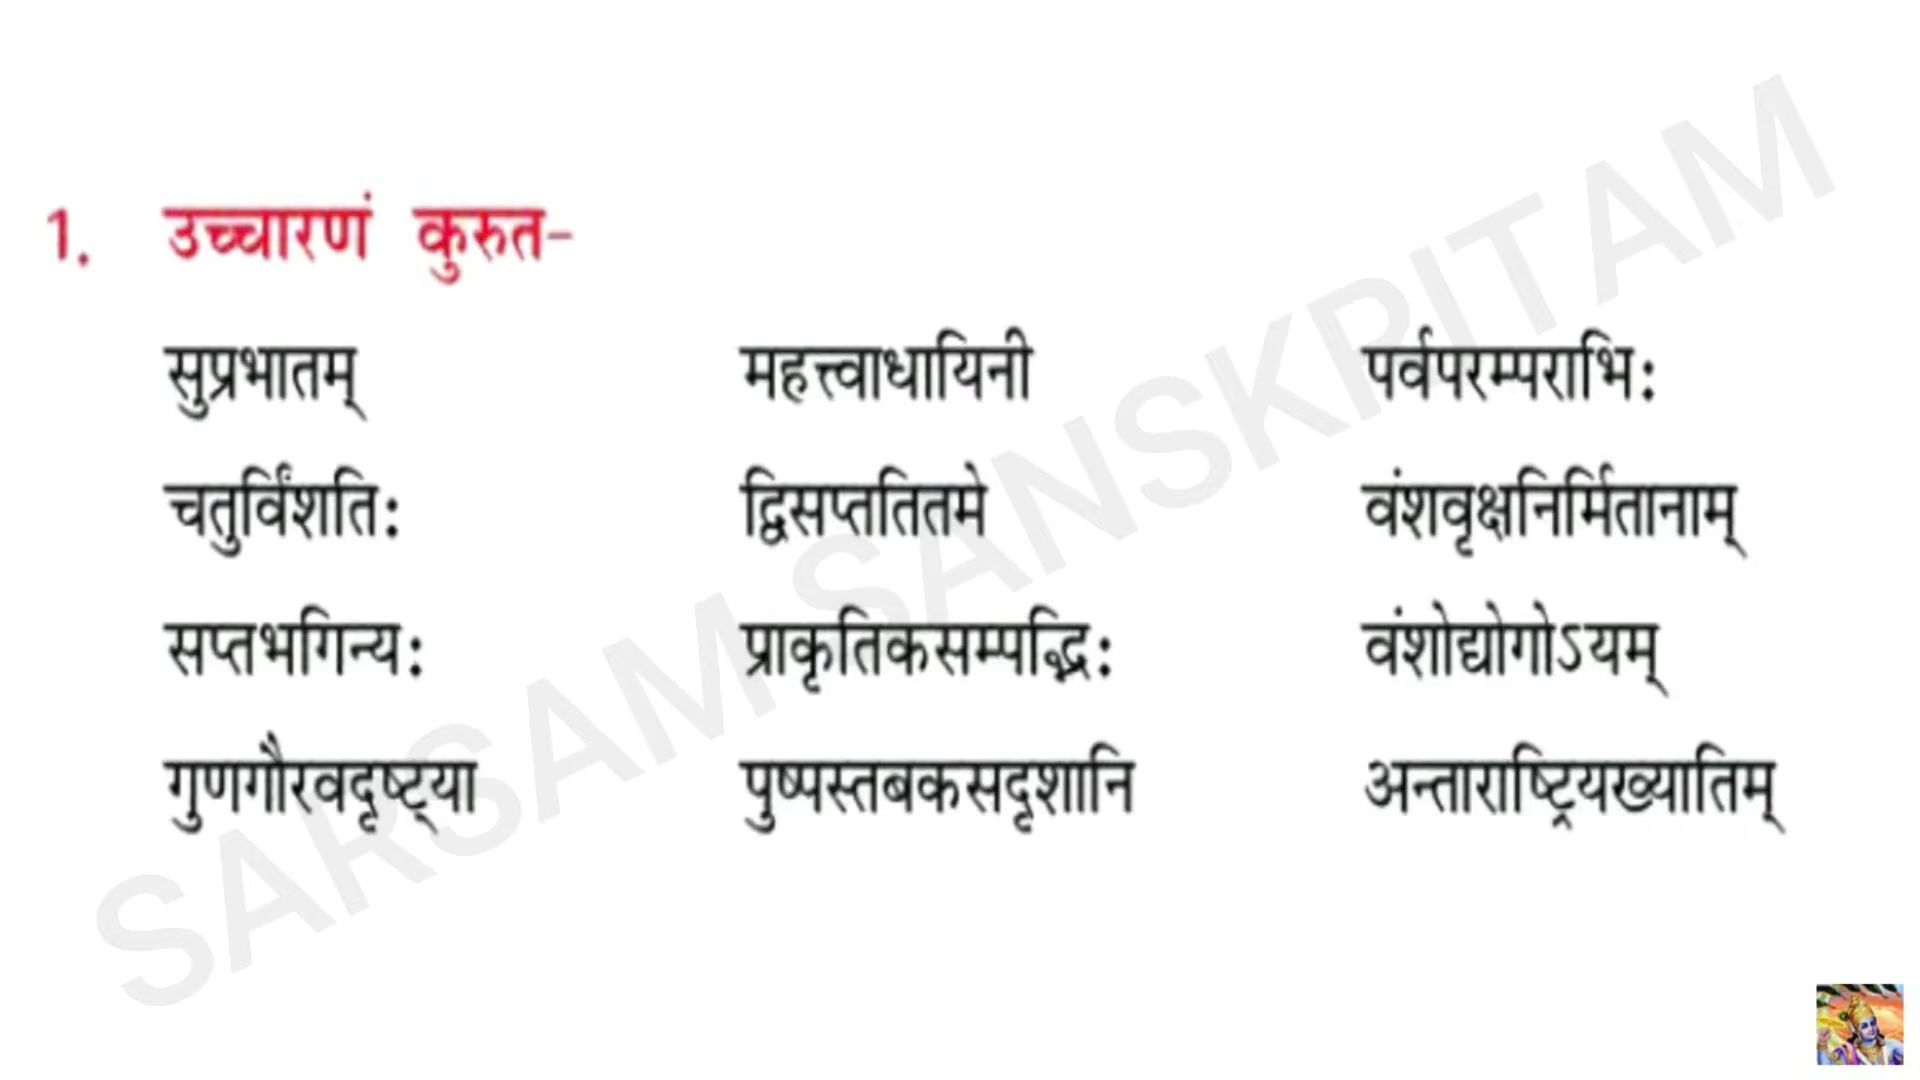 1. उच्चारणं कुरुत-
सुप्रभातम् महत्त्वाधायिनी पर्वपरम्पराभिः
चतुर्विंशतिः द्विसप्ततितमे वंशवृक्षनिर्मितानाम्
सप्तभगिन्यः प्राकृतिकसम्पद्भिः वंशोद्योगोऽयम्
गुणगौरवदृष्ट्या पुष्पस्तबकसदृशानि अन्ताराष्ट्रियख्यातिम्
SARSAM SANSKRITAM